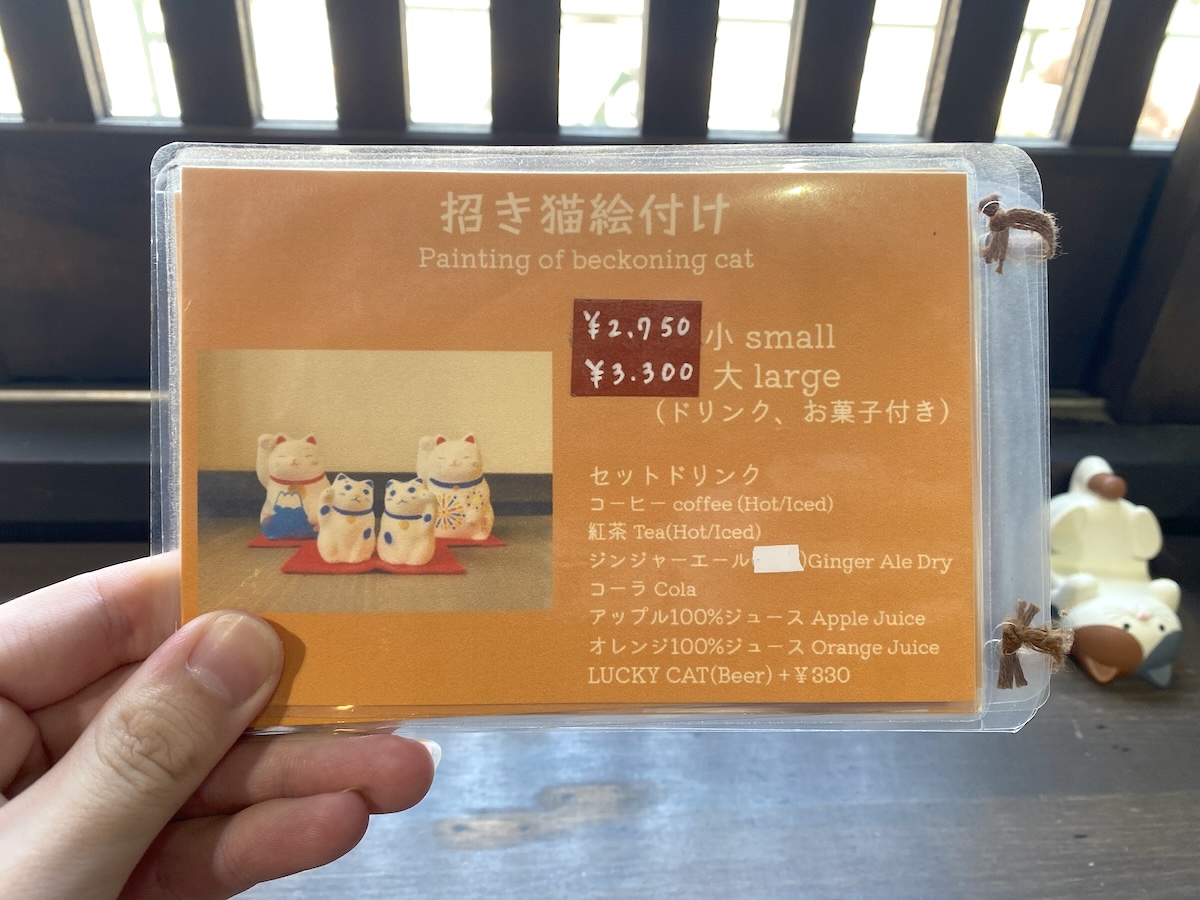 招き猫絵付け
Painting of beckoning cat
¥2,750 小 small
¥3.300 大 large
(ドリンク、お菓子付き)
セットドリンク
コーヒー coffee (Hot/Iced)
紅茶 Tea(Hot/Iced)
ジンジャーエール( )Ginger Ale Dry
コーラ Cola
アップル100%ジュース Apple Juice
オレンジ100%ジュース Orange Juice
LUCKY CAT(Beer) +¥330